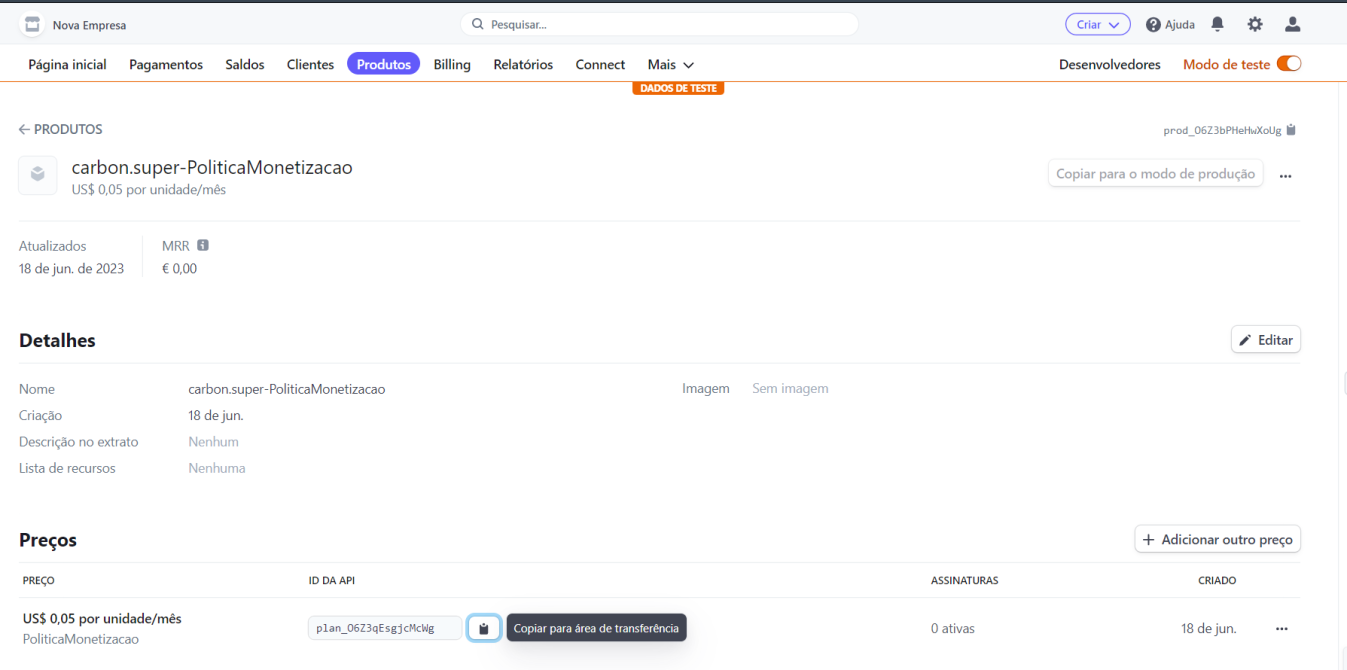 Nova Empresa
Pesquisar...
Criar
Ajuda
Página inicial Pagamentos Saldos Clientes Produtos Billing Relatórios Connect Mais
Desenvolvedores Modo de teste
DADOS DE TESTE
PRODUTOS
prod_O6Z3bPHeHwXoUg
carbon.super-PoliticaMonetizacao
US$ 0,05 por unidade/mês
Copiar para o modo de produção
Atualizados
18 de jun. de 2023
MRR
€ 0,00
Detalhes
Editar
Nome carbon.super-PoliticaMonetizacao
Imagem Sem imagem
Criação 18 de jun.
Descrição no extrato Nenhum
Lista de recursos Nenhuma
Preços
+ Adicionar outro preço
PREÇO ID DA API ASSINATURAS CRIADO
US$ 0,05 por unidade/mês
PoliticaMonetizacao
plan_O6Z3qEsgjcMcWg
Copiar para área de transferência
0 ativas
18 de jun.